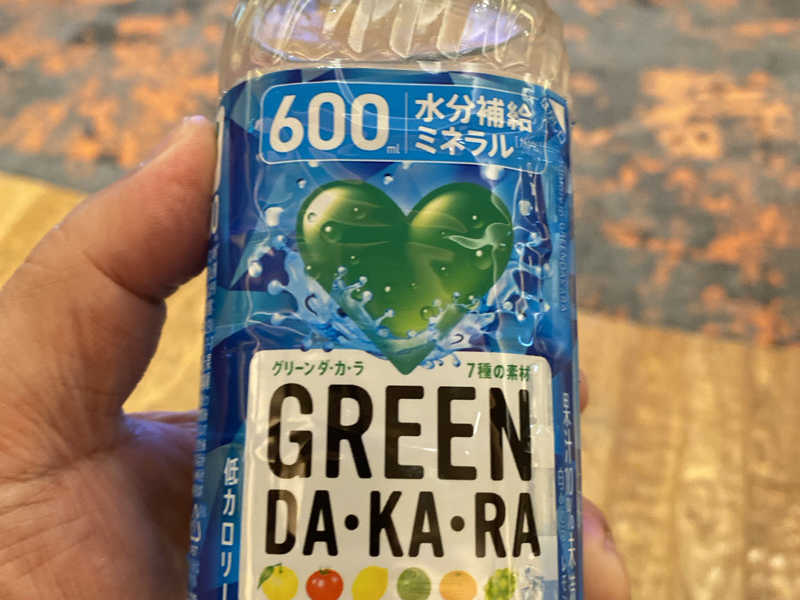 600ml
水分補給
ミネラル
グリーン ダ・カ・ラ
7種の素材
GREEN
DA・KA・RA
低カロリー